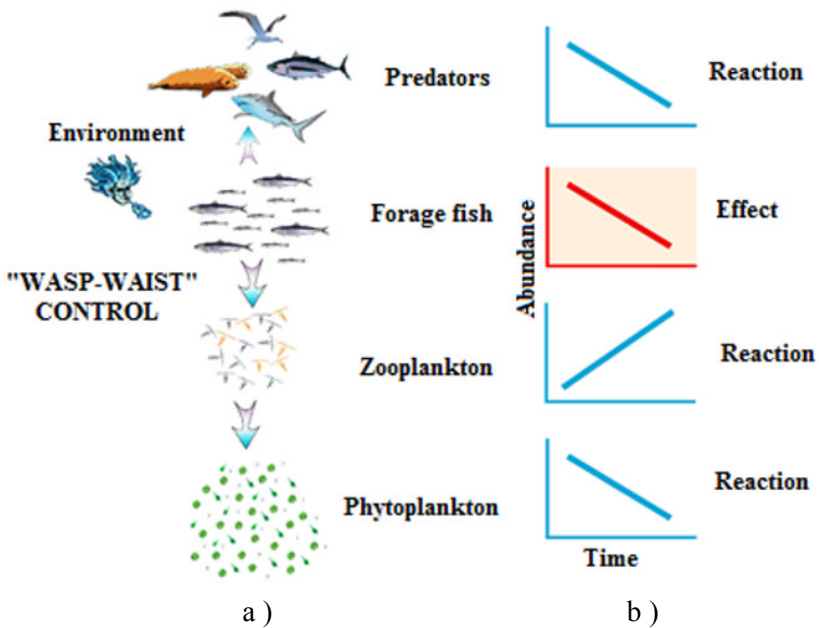 Predators
Reaction
Environment
Forage fish
Effect
Abundance
"WASP-WAIST"
CONTROL
Zooplankton
Reaction
Phytoplankton
Reaction
Time
a )
b )